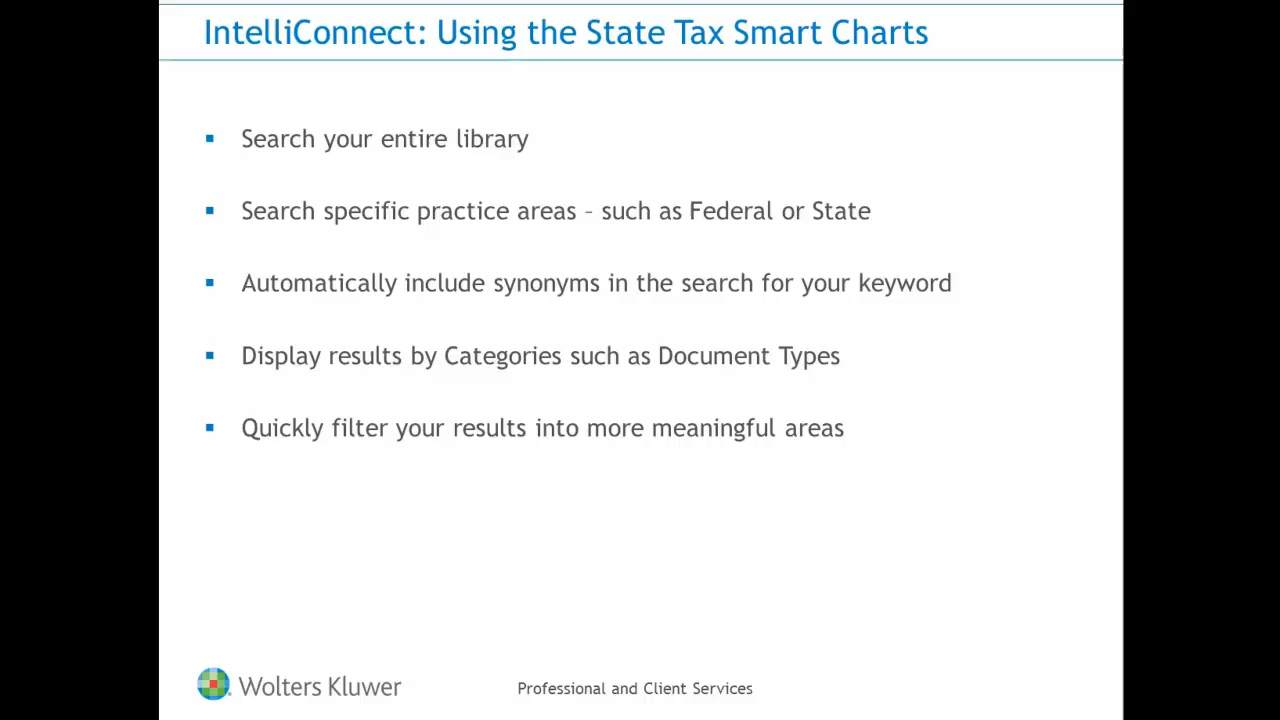 IntelliConnect: Using the State Tax Smart Charts
Search your entire library
Search specific practice areas – such as Federal or State
Automatically include synonyms in the search for your keyword
Display results by Categories such as Document Types
Quickly filter your results into more meaningful areas
Wolters Kluwer
Professional and Client Services